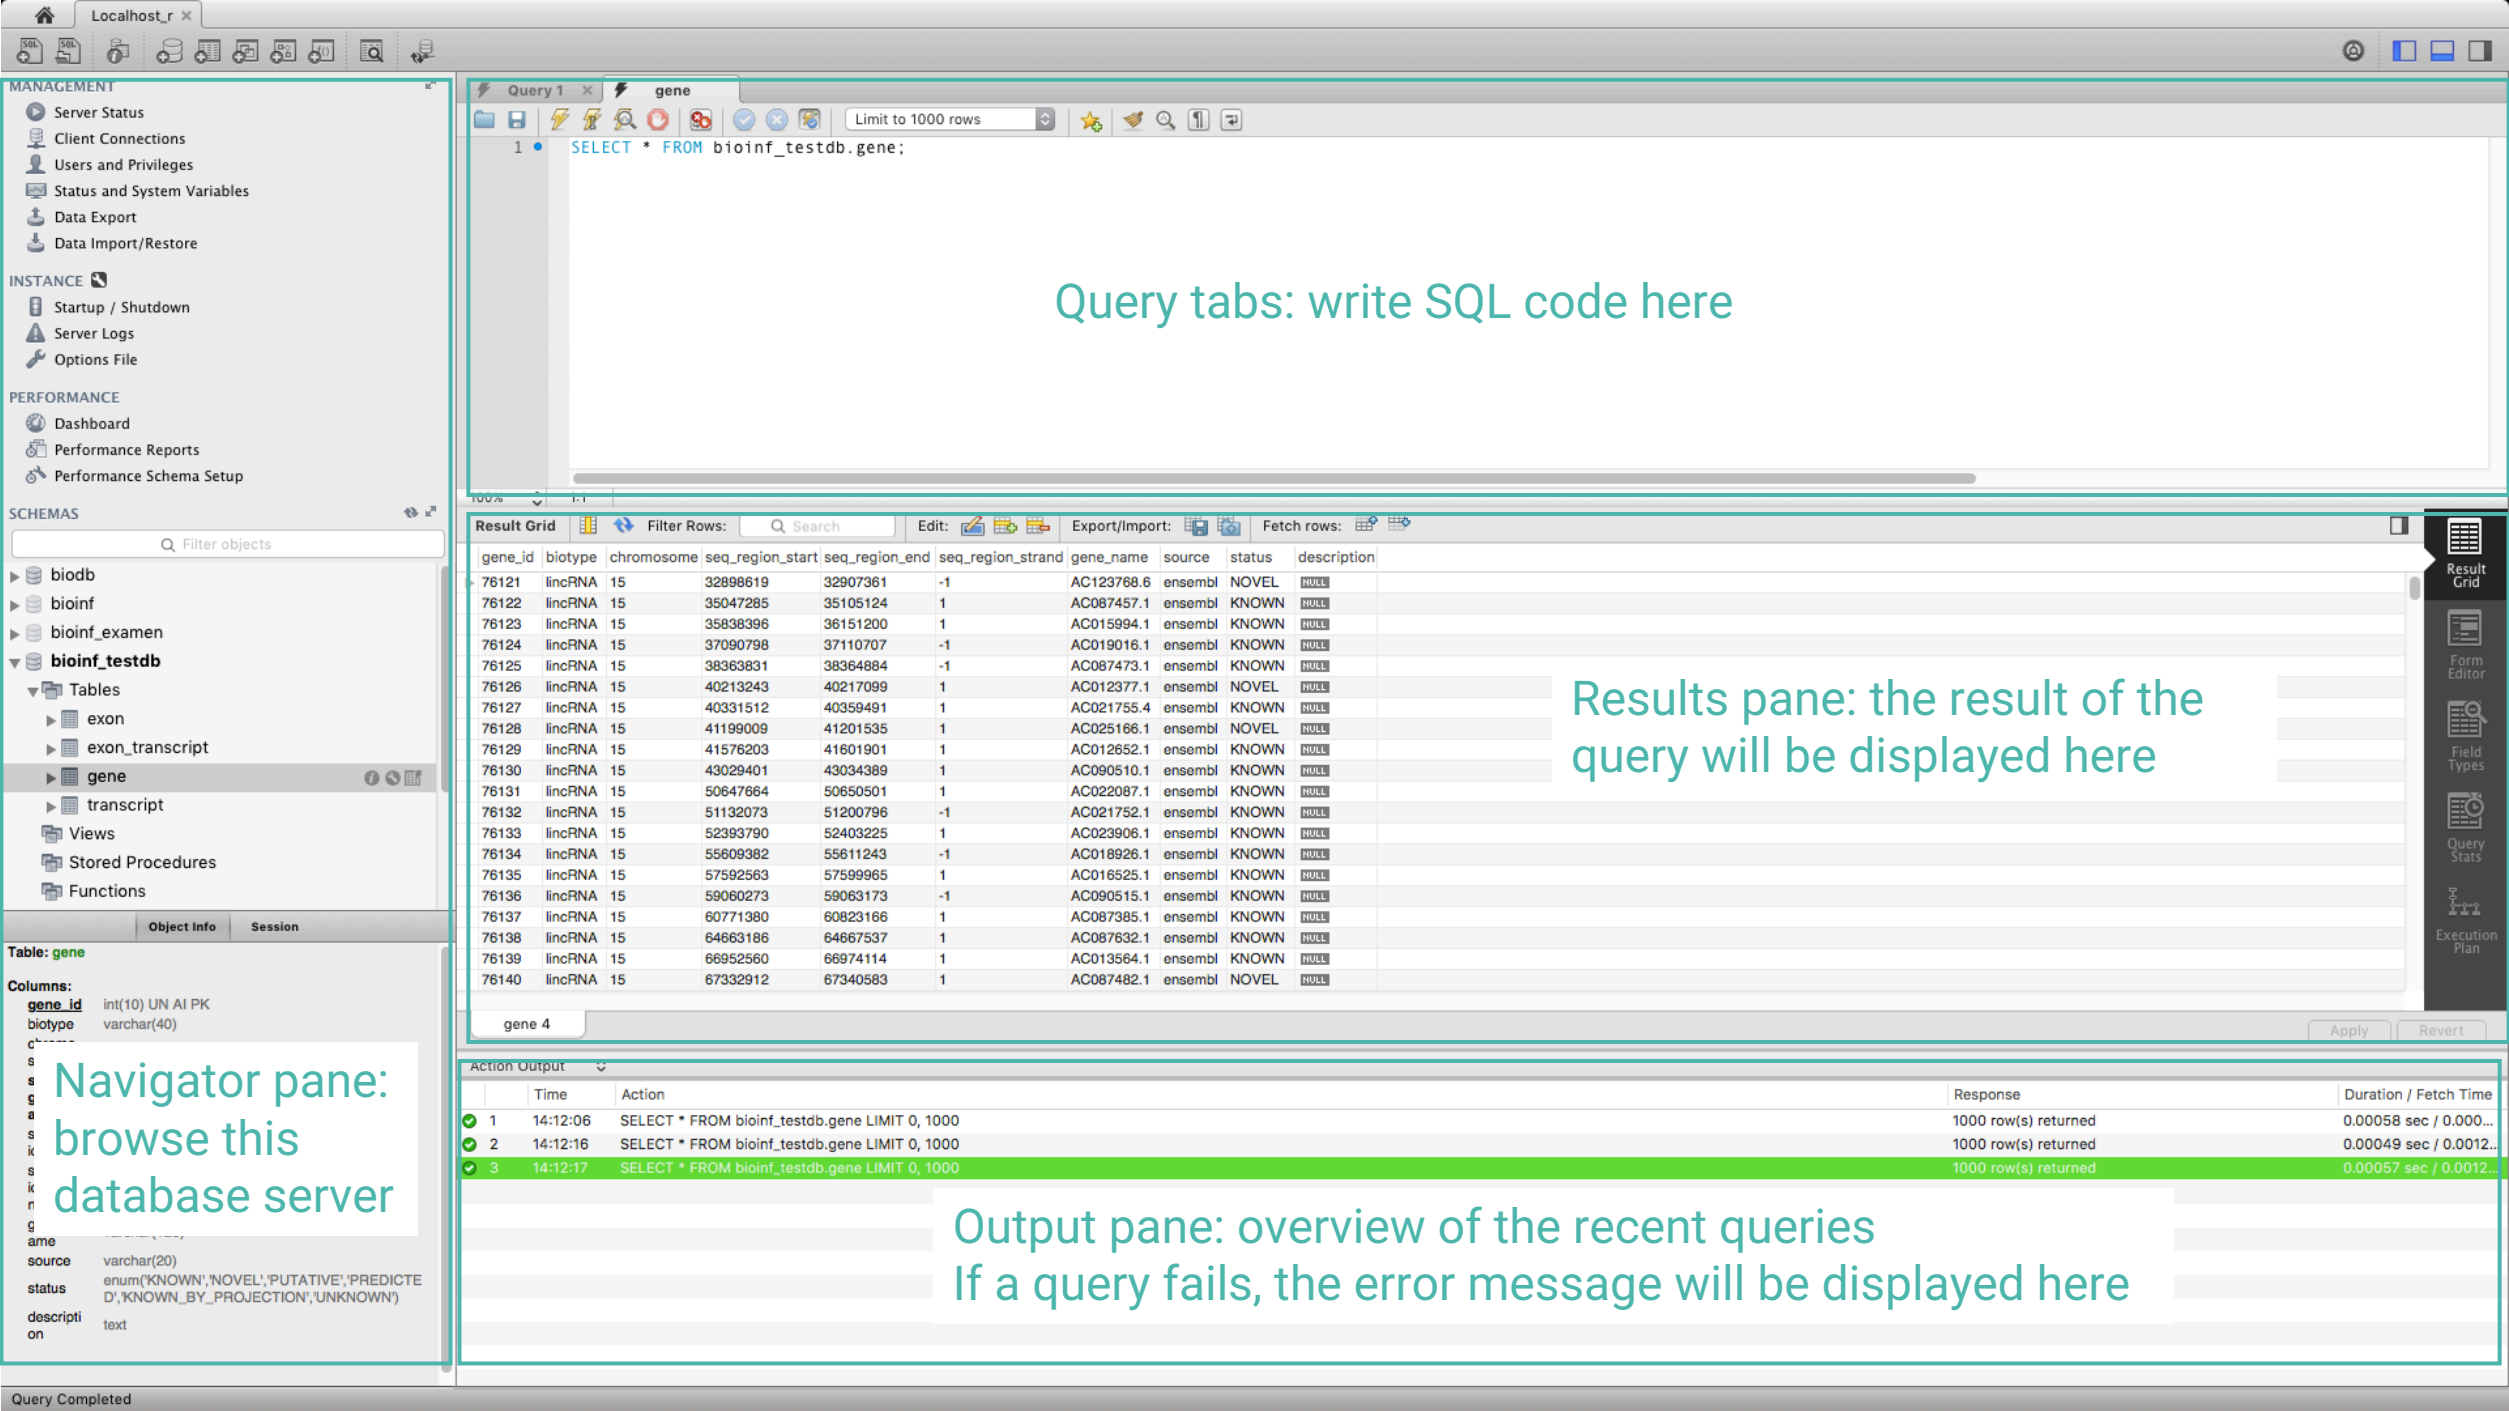 Localhost_r
MANAGEMENT
Server Status
Client Connections
Users and Privileges
Status and System Variables
Data Export
Data Import/Restore
INSTANCE
Startup / Shutdown
Server Logs
Options File
PERFORMANCE
Dashboard
Performance Reports
Performance Schema Setup
SCHEMAS
Filter objects
biodb
bioinf
bioinf_examen
bioinf_testdb
Tables
exon
exon_transcript
gene
transcript
Views
Stored Procedures
Functions
Object Info Session
Table: gene
Columns:
gene_id int(10) UN AI PK
biotype varchar(40)
Navigator pane:
browse this
database server
ame
source varchar(20)
status enum('KNOWN','NOVEL','PUTATIVE','PREDICTE
D','KNOWN_BY_PROJECTION','UNKNOWN')
descripti
on text
Query Completed
Query 1 gene
Limit to 1000 rows
1 SELECT * FROM bioinf_testdb.gene;
Query tabs: write SQL code here
100% 1:1
Result Grid Filter Rows: Search Edit: Export/Import: Fetch rows:
gene_id biotype chromosome seq_region_start seq_region_end seq_region_strand gene_name source status description
76121 lincRNA 15 32898619 32907361 -1 AC123768.6 ensembl NOVEL NULL
76122 lincRNA 15 35047285 35105124 1 AC087457.1 ensembl KNOWN NULL
76123 lincRNA 15 35838396 36151200 1 AC015994.1 ensembl KNOWN NULL
76124 lincRNA 15 37090798 37110707 -1 AC019016.1 ensembl KNOWN NULL
76125 lincRNA 15 38363831 38364884 -1 AC087473.1 ensembl KNOWN NULL
76126 lincRNA 15 40213243 40217099 1 AC012377.1 ensembl NOVEL NULL
76127 lincRNA 15 40331512 40359491 1 AC021755.4 ensembl KNOWN NULL
76128 lincRNA 15 41199009 41201535 1 AC025166.1 ensembl NOVEL NULL
76129 lincRNA 15 41576203 41601901 1 AC012652.1 ensembl KNOWN NULL
76130 lincRNA 15 43029401 43034389 1 AC090510.1 ensembl KNOWN NULL
76131 lincRNA 15 50647664 50650501 1 AC022087.1 ensembl KNOWN NULL
76132 lincRNA 15 51132073 51200796 -1 AC021752.1 ensembl KNOWN NULL
76133 lincRNA 15 52393790 52403225 1 AC023906.1 ensembl KNOWN NULL
76134 lincRNA 15 55609382 55611243 -1 AC018926.1 ensembl KNOWN NULL
76135 lincRNA 15 57592563 57599965 1 AC016525.1 ensembl KNOWN NULL
76136 lincRNA 15 59060273 59063173 -1 AC090515.1 ensembl KNOWN NULL
76137 lincRNA 15 60771380 60823166 1 AC087385.1 ensembl KNOWN NULL
76138 lincRNA 15 64663186 64667537 1 AC087632.1 ensembl KNOWN NULL
76139 lincRNA 15 66952560 66974114 1 AC013564.1 ensembl KNOWN NULL
76140 lincRNA 15 67332912 67340583 1 AC087482.1 ensembl NOVEL NULL
Results pane: the result of the
query will be displayed here
Result
Grid
Form
Editor
Field
Types
Query
Stats
Execution
Plan
gene 4
Apply Revert
Action Output
Time Action Response Duration / Fetch Time
1 14:12:06 SELECT * FROM bioinf_testdb.gene LIMIT 0, 1000 1000 row(s) returned 0.00058 sec / 0.000...
2 14:12:16 SELECT * FROM bioinf_testdb.gene LIMIT 0, 1000 1000 row(s) returned 0.00049 sec / 0.0012...
3 14:12:17 SELECT * FROM bioinf_testdb.gene LIMIT 0, 1000 1000 row(s) returned 0.00057 sec / 0.0012...
Output pane: overview of the recent queries
If a query fails, the error message will be displayed here